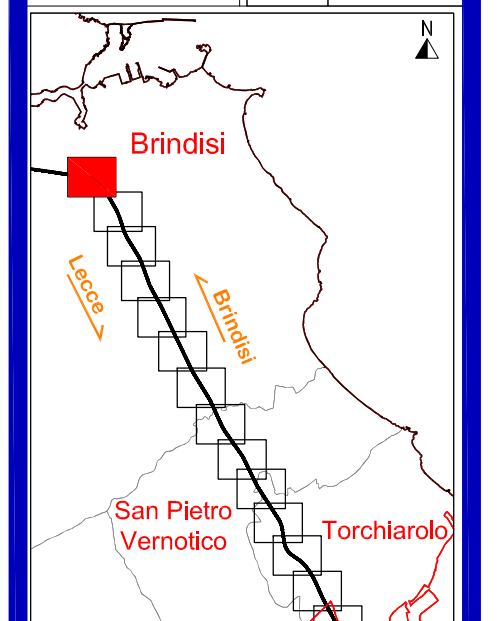 N
Brindisi
Lecce
Brindisi
San Pietro
Vernotico
Torchiarolo